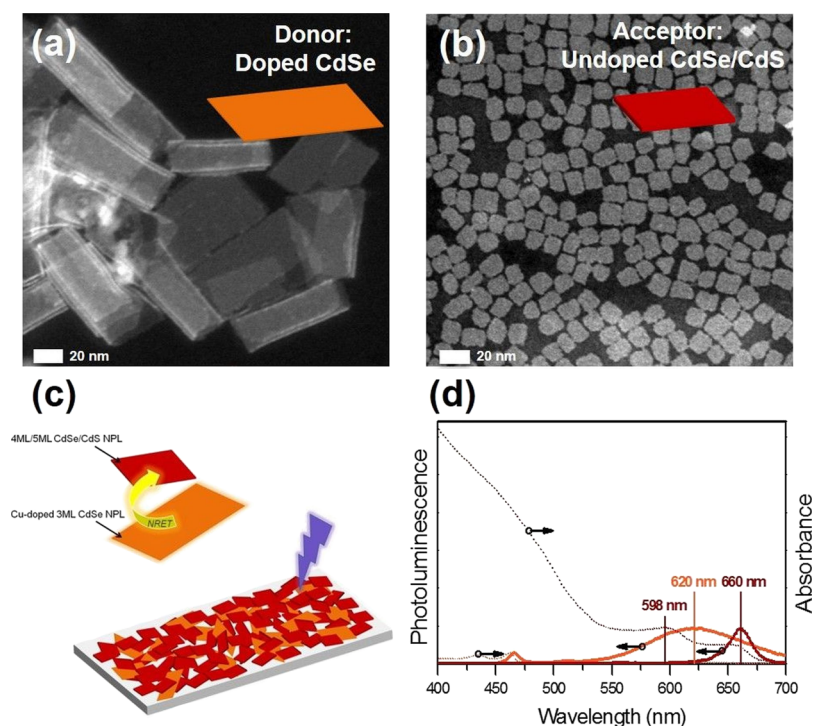 (a)
Donor:
Doped CdSe
20 nm
(b)
Acceptor:
Undoped CdSe/CdS
20 nm
(c)
4ML/5ML CdSe/CdS NPL
Cu-doped 3ML CdSe NPL
NRET
(d)
Photoluminescence
Absorbance
620 nm 660 nm
598 nm
400 450 500 550 600 650 700
Wavelength (nm)